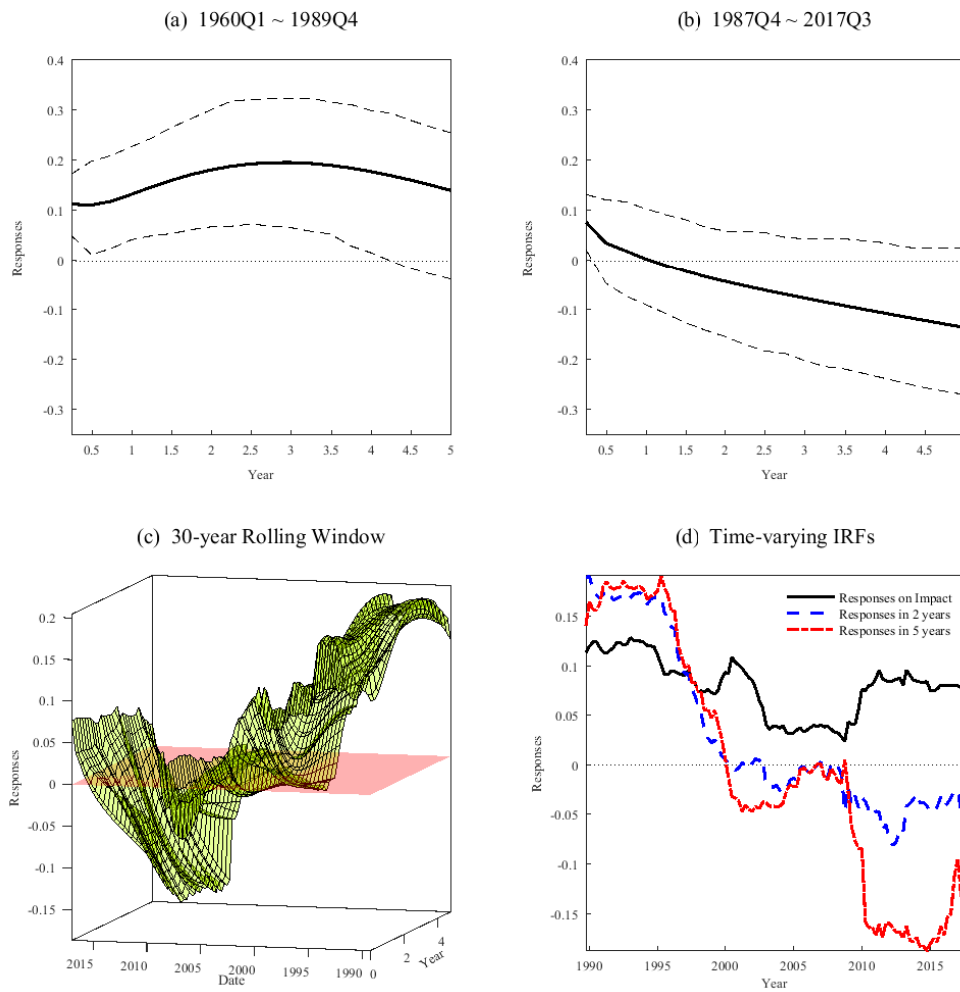 (a) 1960Q1 ~ 1989Q4
0.4
0.3
0.2
0.1
0
-0.1
-0.2
-0.3
Responses
0.5 1 1.5 2 2.5 3 3.5 4 4.5 5
Year
(b) 1987Q4 ~ 2017Q3
0.4
0.3
0.2
0.1
0
-0.1
-0.2
-0.3
Responses
0.5 1 1.5 2 2.5 3 3.5 4 4.5
Year
(c) 30-year Rolling Window
0.2
0.15
0.1
0.05
0
-0.05
-0.1
-0.15
Responses
2015 2010 2005 2000 1995 1990
Date
0 2 4
Year
(d) Time-varying IRFs
Responses on Impact
Responses in 2 years
Responses in 5 years
0.15
0.1
0.05
0
-0.05
-0.1
-0.15
Responses
1990 1995 2000 2005 2010 2015
Year